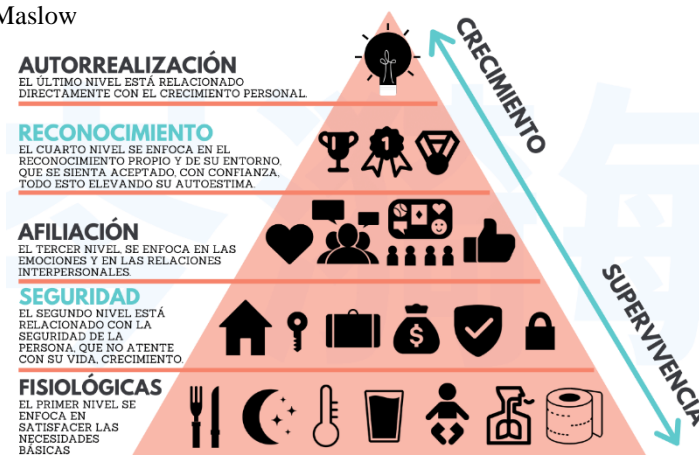 Maslow
AUTORREALIZACIÓN
EL ÚLTIMO NIVEL ESTÁ RELACIONADO
DIRECTAMENTE CON EL CRECIMIENTO PERSONAL.
RECONOCIMIENTO
EL CUARTO NIVEL SE ENFOCA EN EL
RECONOCIMIENTO PROPIO Y DE SU ENTORNO,
QUE SE SIENTA ACEPTADO, CON CONFIANZA,
TODO ESTO ELEVANDO SU AUTOESTIMA.
AFILIACIÓN
EL TERCER NIVEL, SE ENFOCA EN LAS
EMOCIONES Y EN LAS RELACIONES
INTERPERSONALES.
SEGURIDAD
EL SEGUNDO NIVEL ESTÁ
RELACIONADO CON LA
SEGURIDAD DE LA
PERSONA, QUE NO ATENTE
CON SU VIDA, CRECIMIENTO.
FISIOLÓGICAS
EL PRIMER NIVEL SE
ENFOCA EN
SATISFACER LAS
NECESIDADES
BÁSICAS
1
$
CRECIMIENTO
SUPERVIVENCIA